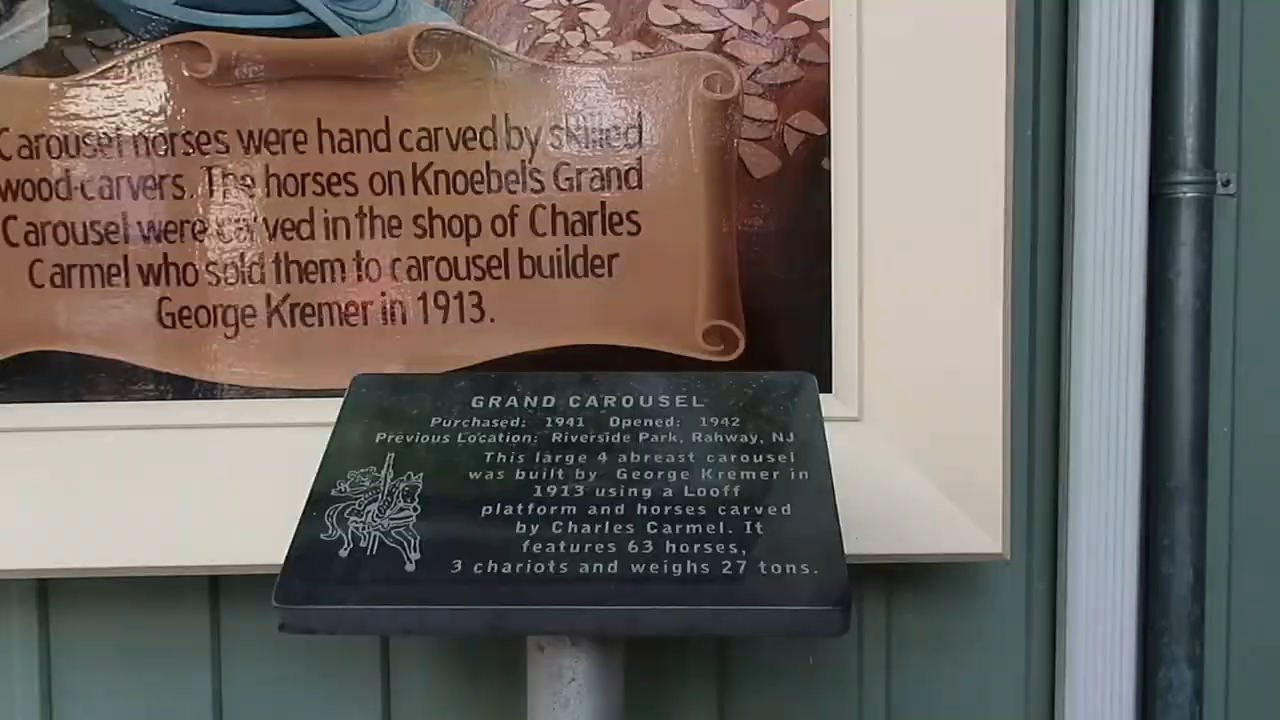 Carousel horses were hand carved by skilled
wood-carvers. The horses on Knoebels Grand
Carousel were carved in the shop of Charles
Carmel who sold them to carousel builder
George Kremer in 1913.
GRAND CAROUSEL
Purchased: 1941 Opened: 1942
Previous Location: Riverside Park, Rahway, NJ
This large 4 abreast carousel
was built by George Kremer in
1913 using a Looff
platform and horses carved
by Charles Carmel. It
features 63 horses,
3 chariots and weighs 27 tons.